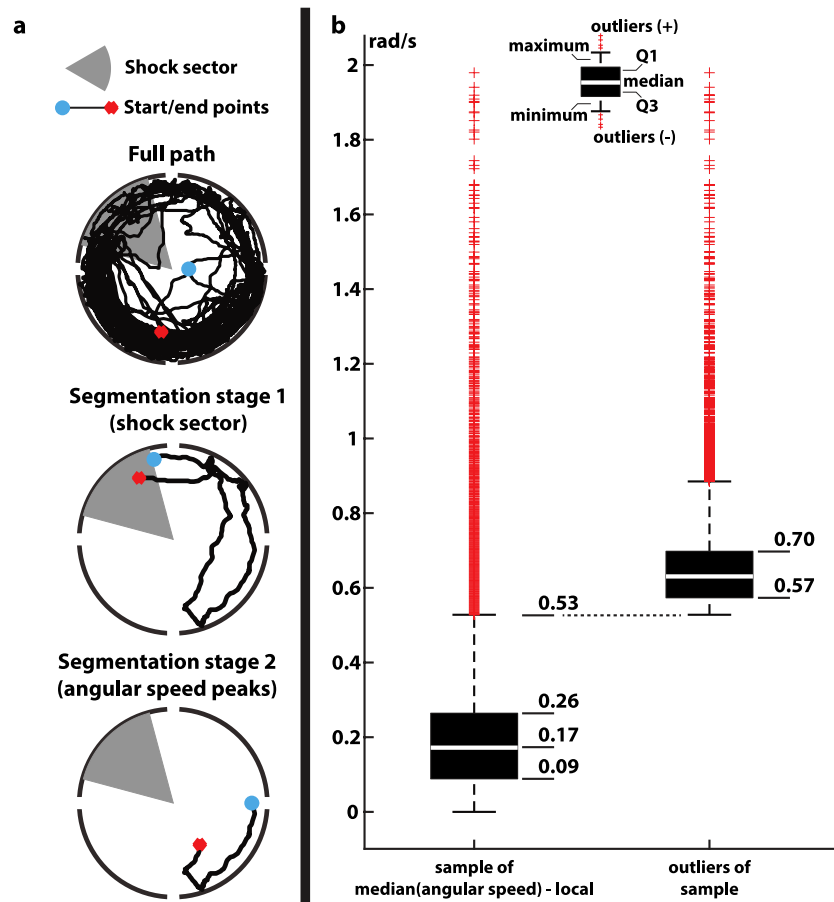 a
Shock sector
Start/end points
Full path
Segmentation stage 1
(shock sector)
Segmentation stage 2
(angular speed peaks)
b
rad/s
outliers (+)
maximum
Q1
median
Q3
minimum
outliers (-)
2
1.8
1.6
1.4
1.2
1
0.8
0.6
0.4
0.2
0
0.53
0.26
0.17
0.09
0.70
0.57
sample of
median(angular speed) - local
outliers of
sample